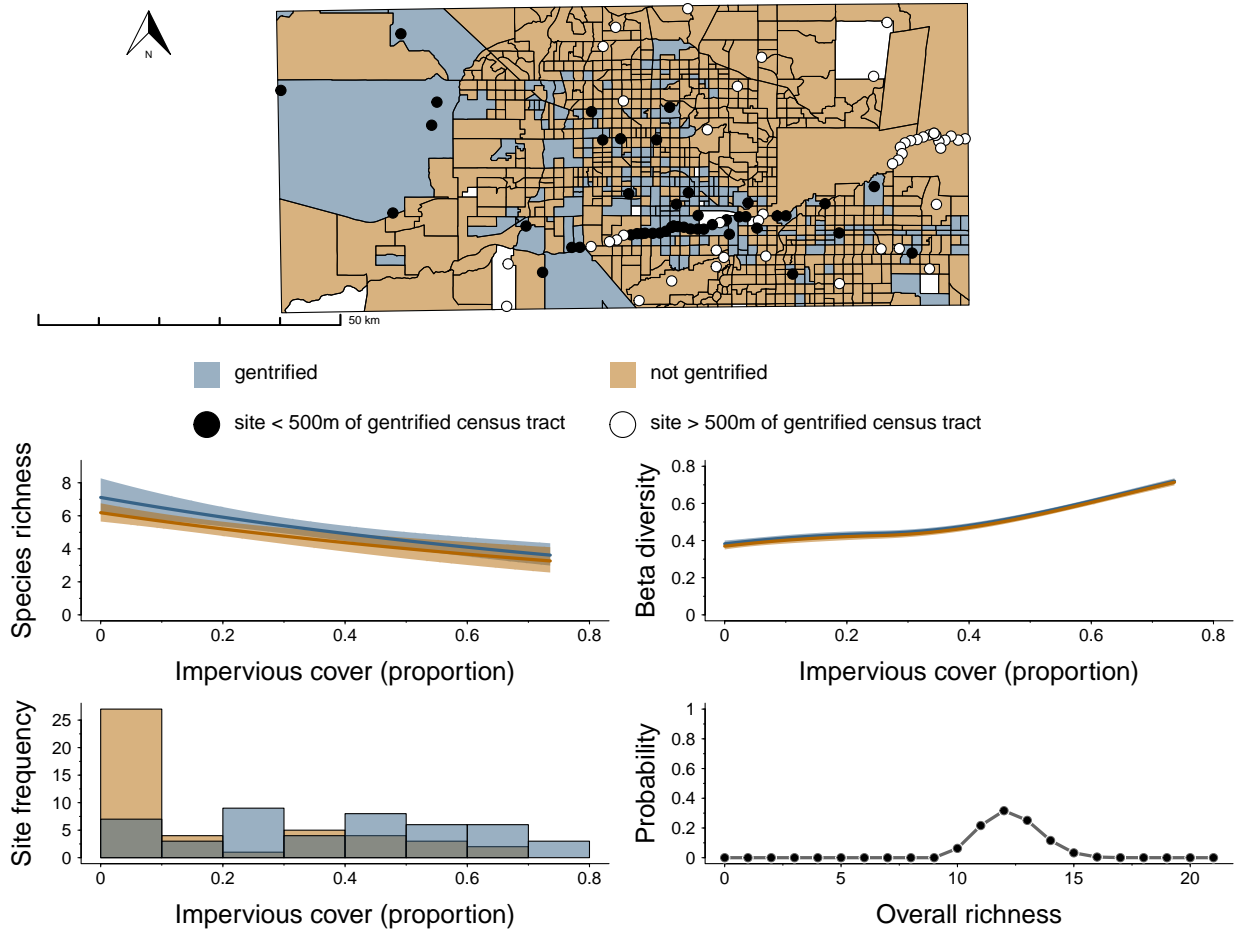 N
50 km
gentrified
not gentrified
site < 500m of gentrified census tract
site > 500m of gentrified census tract
Species richness
8
6
4
2
0
0 0.2 0.4 0.6 0.8
Impervious cover (proportion)
Beta diversity
0.8
0.6
0.4
0.2
0
0 0.2 0.4 0.6 0.8
Impervious cover (proportion)
Site frequency
25
20
15
10
5
0
0 0.2 0.4 0.6 0.8
Impervious cover (proportion)
Probability
1
0.8
0.6
0.4
0.2
0
0 5 10 15 20
Overall richness